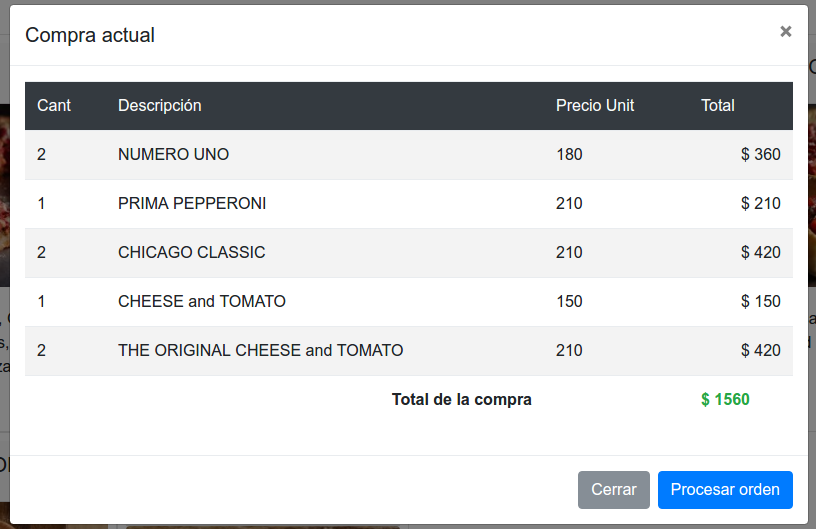 Compra actual ×
Cant Descripción Precio Unit Total
2 NUMERO UNO 180 $ 360
1 PRIMA PEPPERONI 210 $ 210
2 CHICAGO CLASSIC 210 $ 420
1 CHEESE and TOMATO 150 $ 150
2 THE ORIGINAL CHEESE and TOMATO 210 $ 420
Total de la compra $ 1560
Cerrar Procesar orden